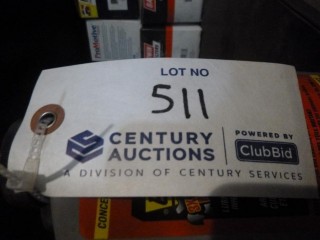 LOT NO
511
CENTURY
AUCTIONS
POWERED BY
ClubBid
A DIVISION OF CENTURY SERVICES